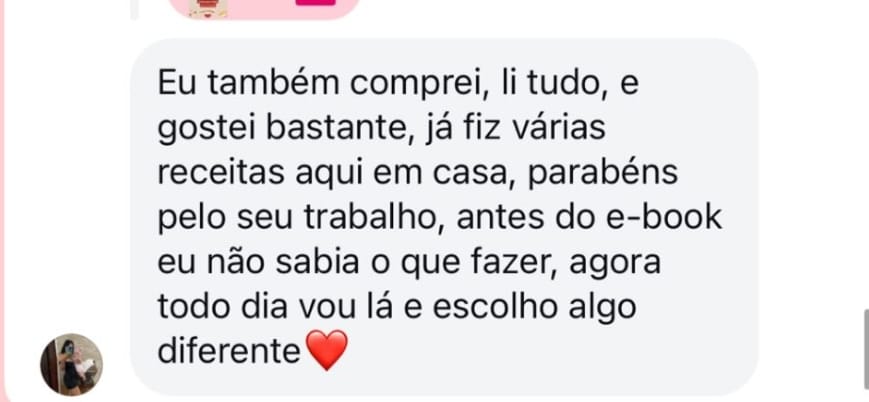 Eu também comprei, li tudo, e
gostei bastante, já fiz várias
receitas aqui em casa, parabéns
pelo seu trabalho, antes do e-book
eu não sabia o que fazer, agora
todo dia vou lá e escolho algo
diferente❤️